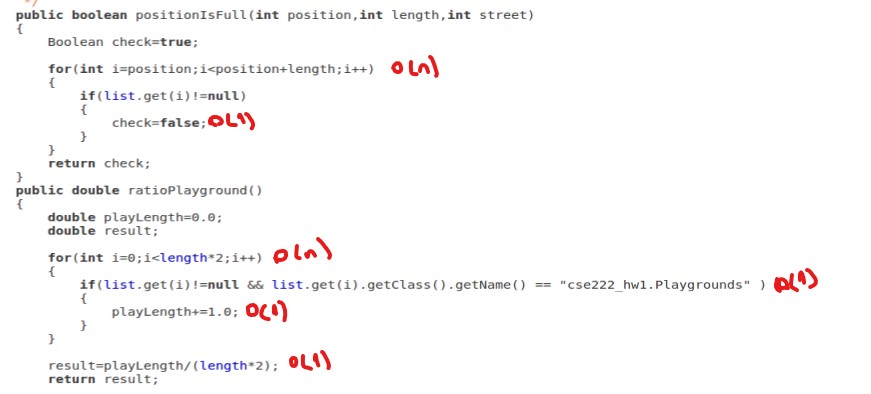 */
public boolean positionIsFull(int position,int length,int street)
{
Boolean check=true;
for(int i=position;i<position+length;i++) O(n)
{
if(list.get(i)!=null)
{
check=false; O(1)
}
}
return check;
}
public double ratioPlayground()
{
double playLength=0.0;
double result;
for(int i=0;i<length*2;i++) O(n)
{
if(list.get(i)!=null && list.get(i).getClass().getName() == "cse222_hw1.Playgrounds" ) O(1)
{
playLength+=1.0; O(1)
}
}
result=playLength/(length*2); O(1)
return result;